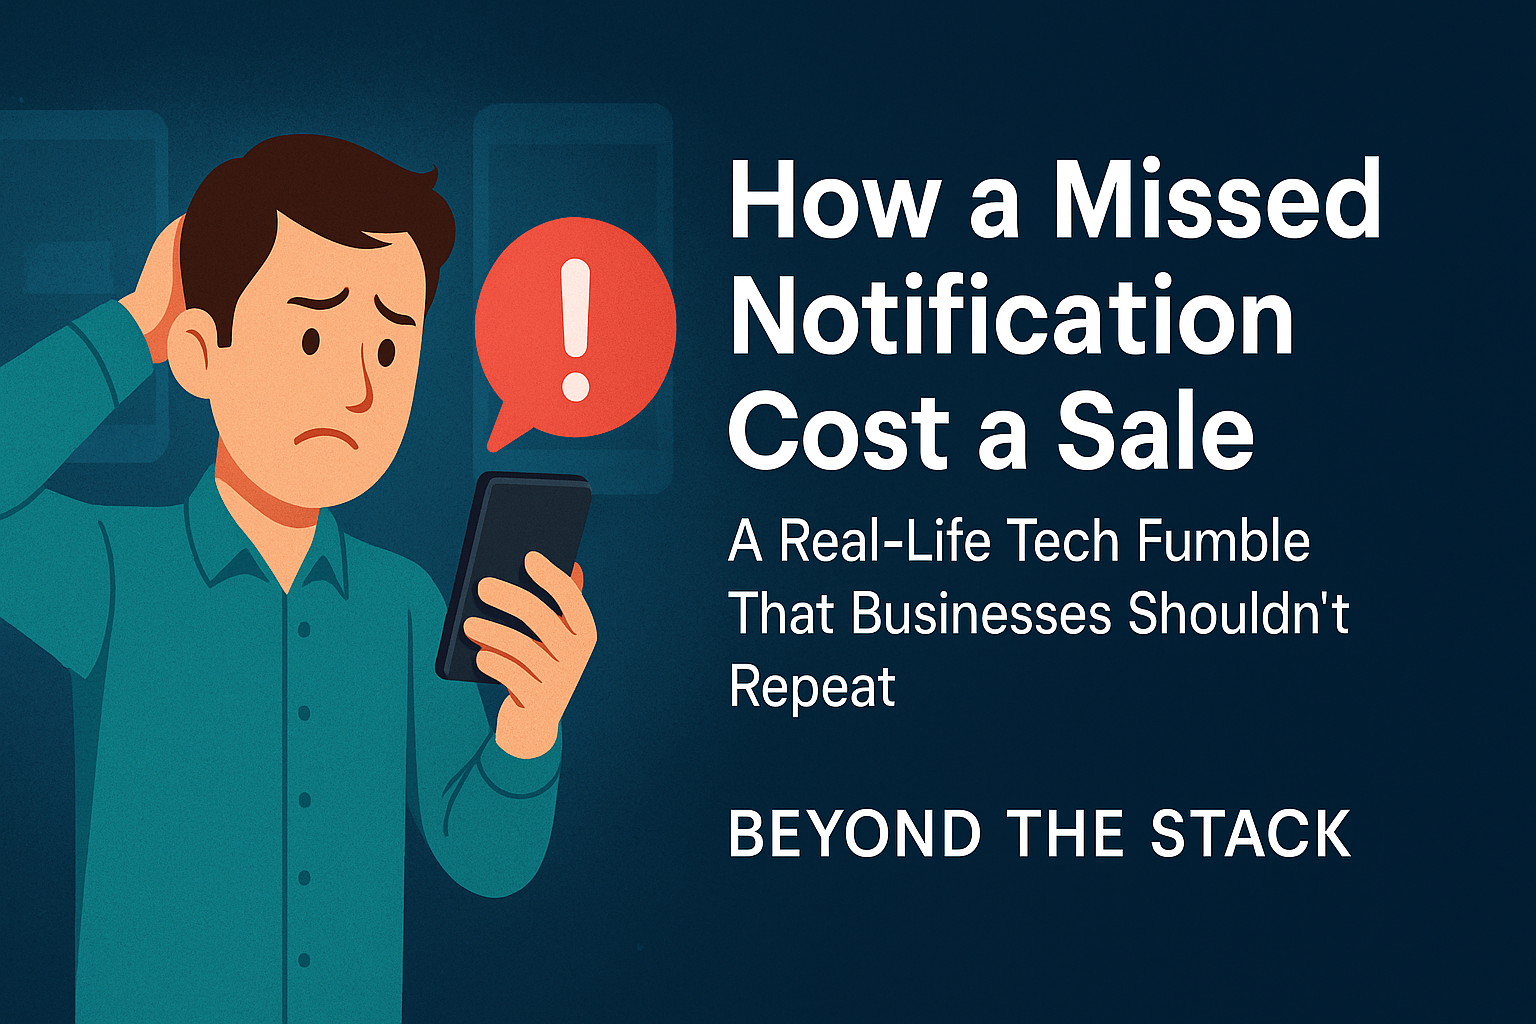 How a Missed
Notification
Cost a Sale
A Real-Life Tech Fumble
That Businesses Shouldn't
Repeat
BEYOND THE STACK
!